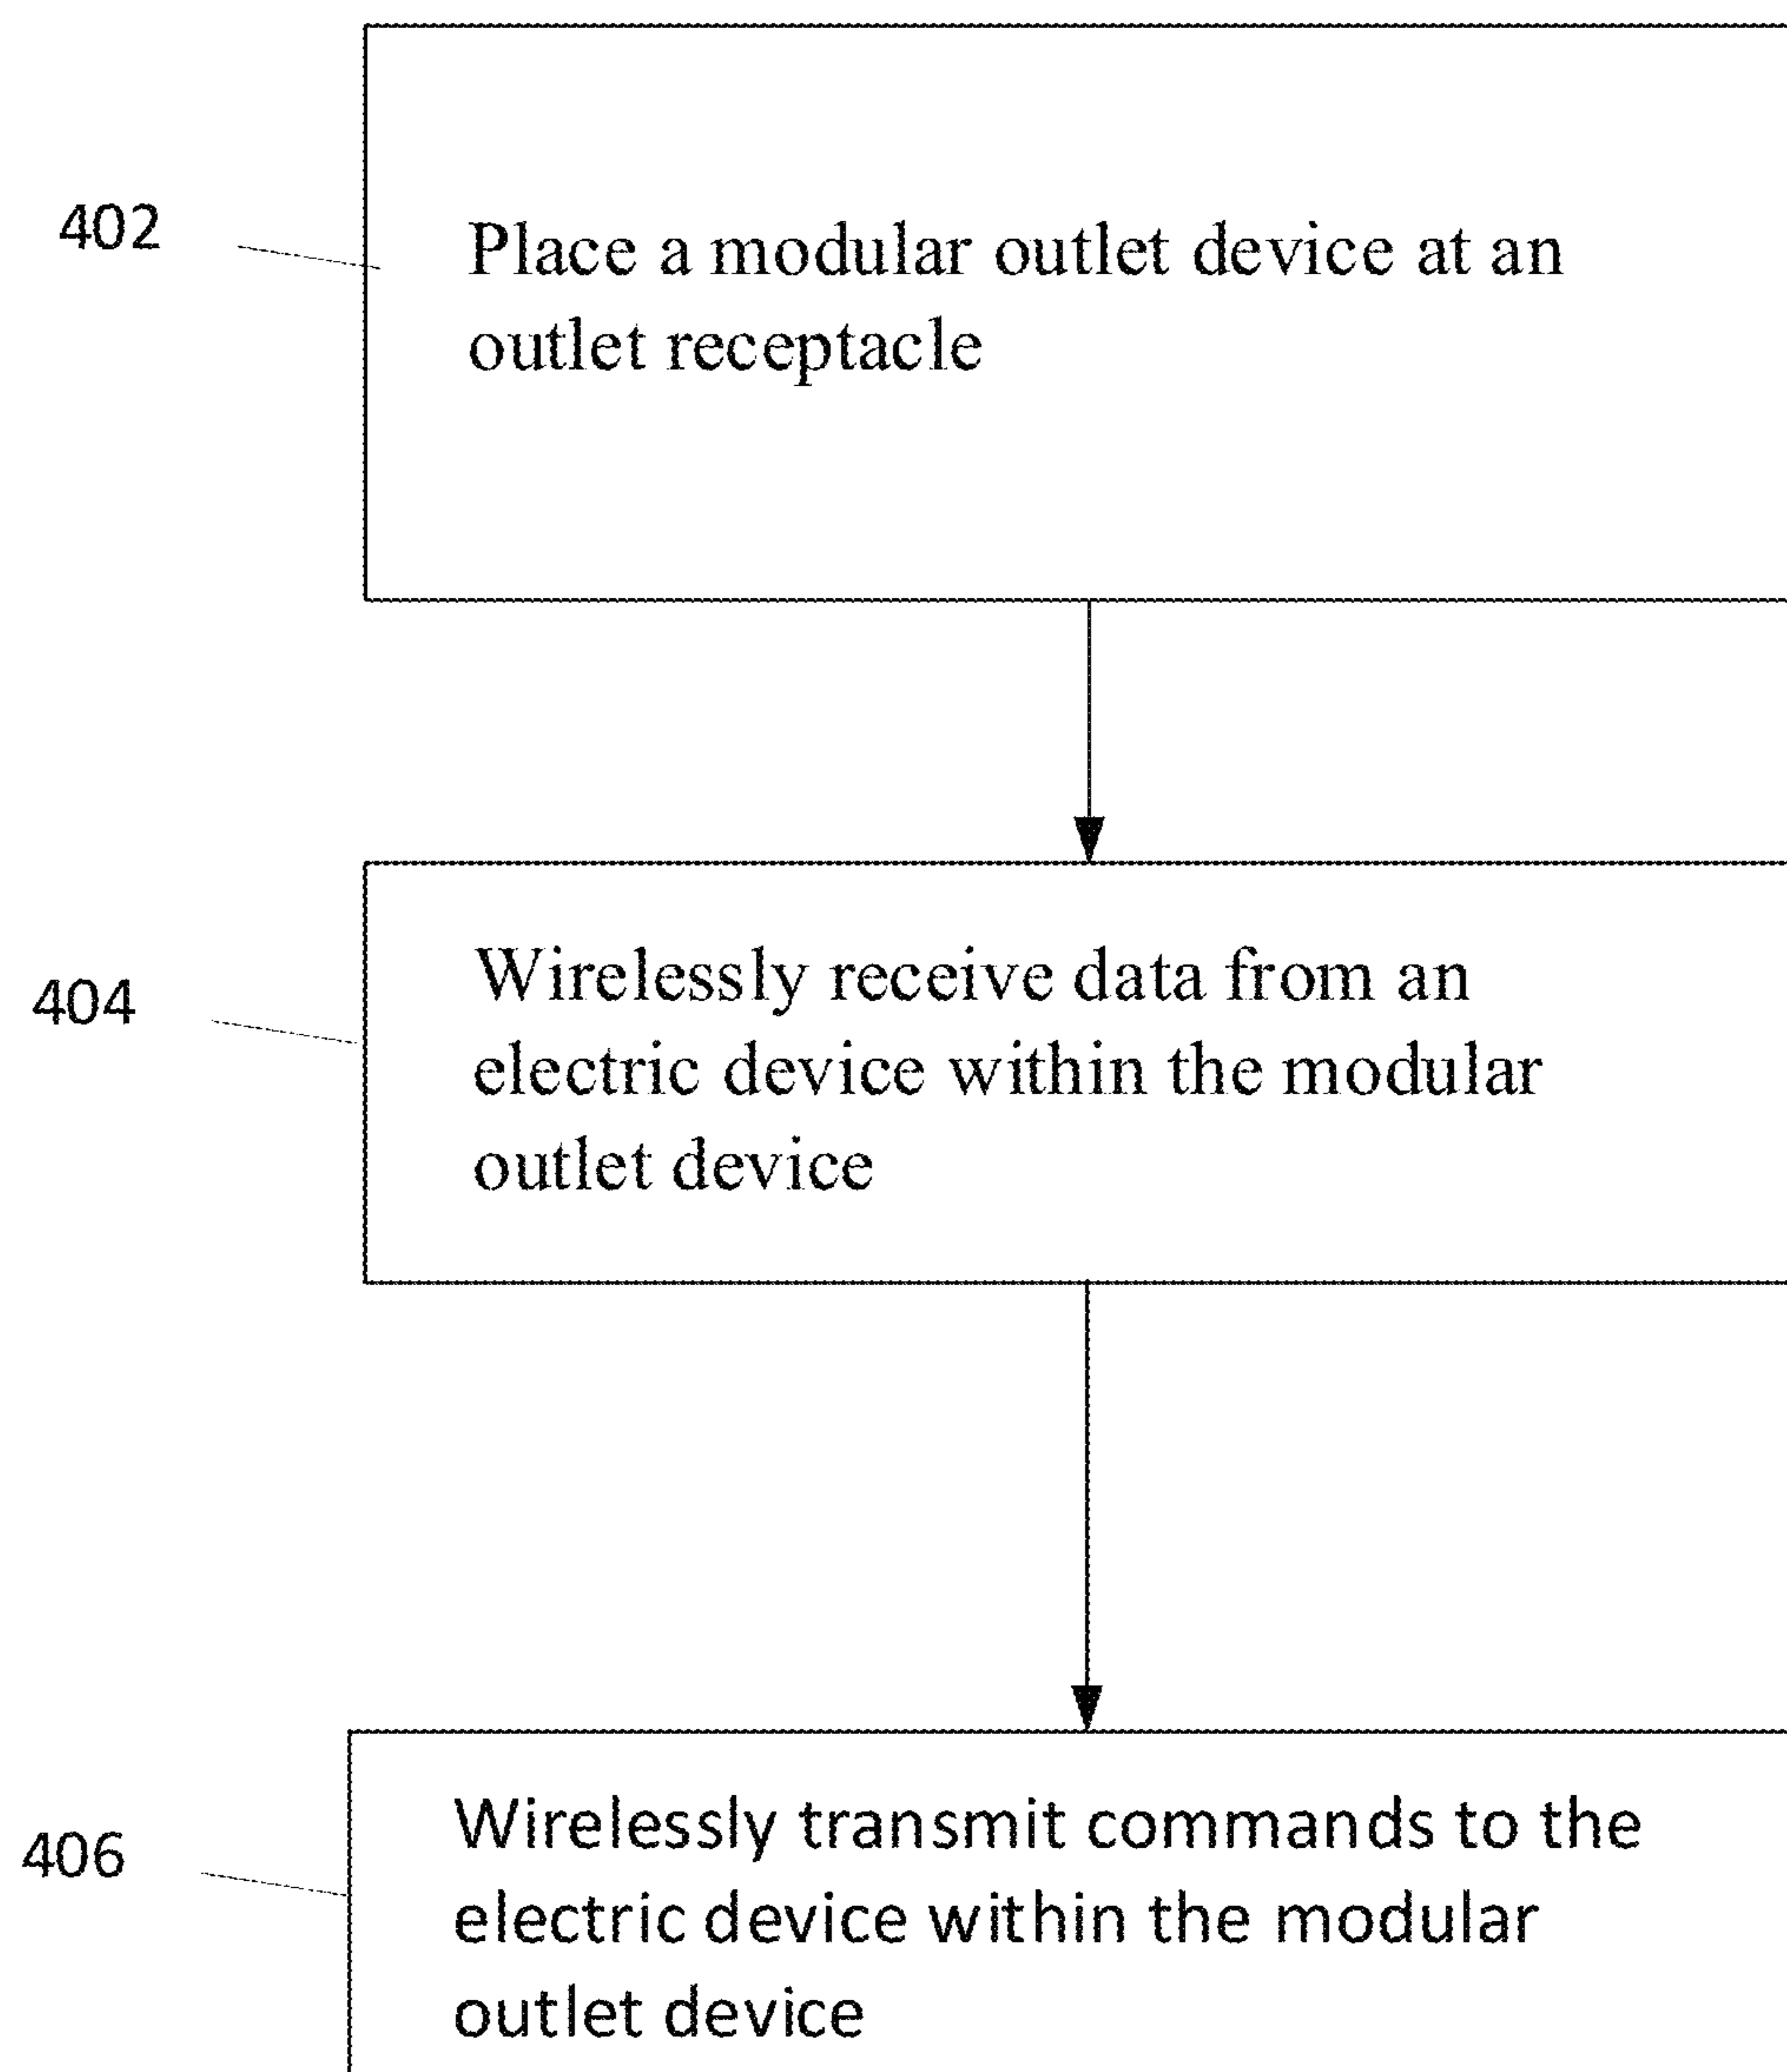 402
Place a modular outlet device at an
outlet receptacle
404
Wirelessly receive data from an
electric device within the modular
outlet device
406
Wirelessly transmit commands to the
electric device within the modular
outlet device